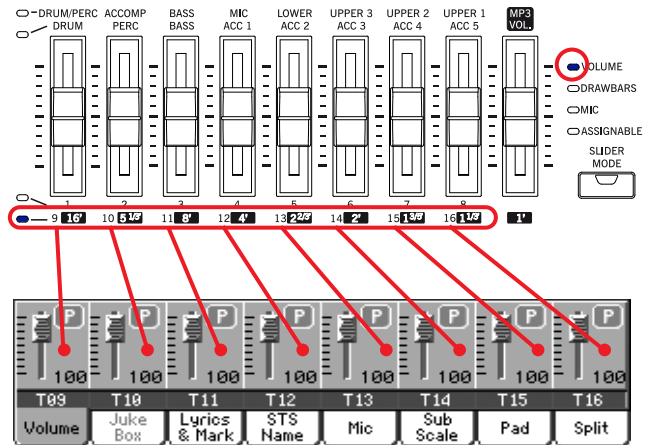 DRUM/PERC ACCOMP BASS MIC LOWER UPPER 3 UPPER 2 UPPER 1 MP3
DRUM PERC BASS ACC 1 ACC 2 ACC 3 ACC 4 ACC 5 VOL.
VOLUME
DRAWBARS
MIC
ASSIGNABLE
SLIDER
MODE
1 2 3 4 5 6 7 8
9 16' 10 5 1/3' 11 8' 12 4' 13 2 2/3' 14 2' 15 1 3/5' 16 1 1/3' 1'
P P P P P P P P
100 100 100 100 100 100 100 100
T09 T10 T11 T12 T13 T14 T15 T16
Volume Juke Box Lyrics & Mark STS Name Mic Sub Scale Pad Split